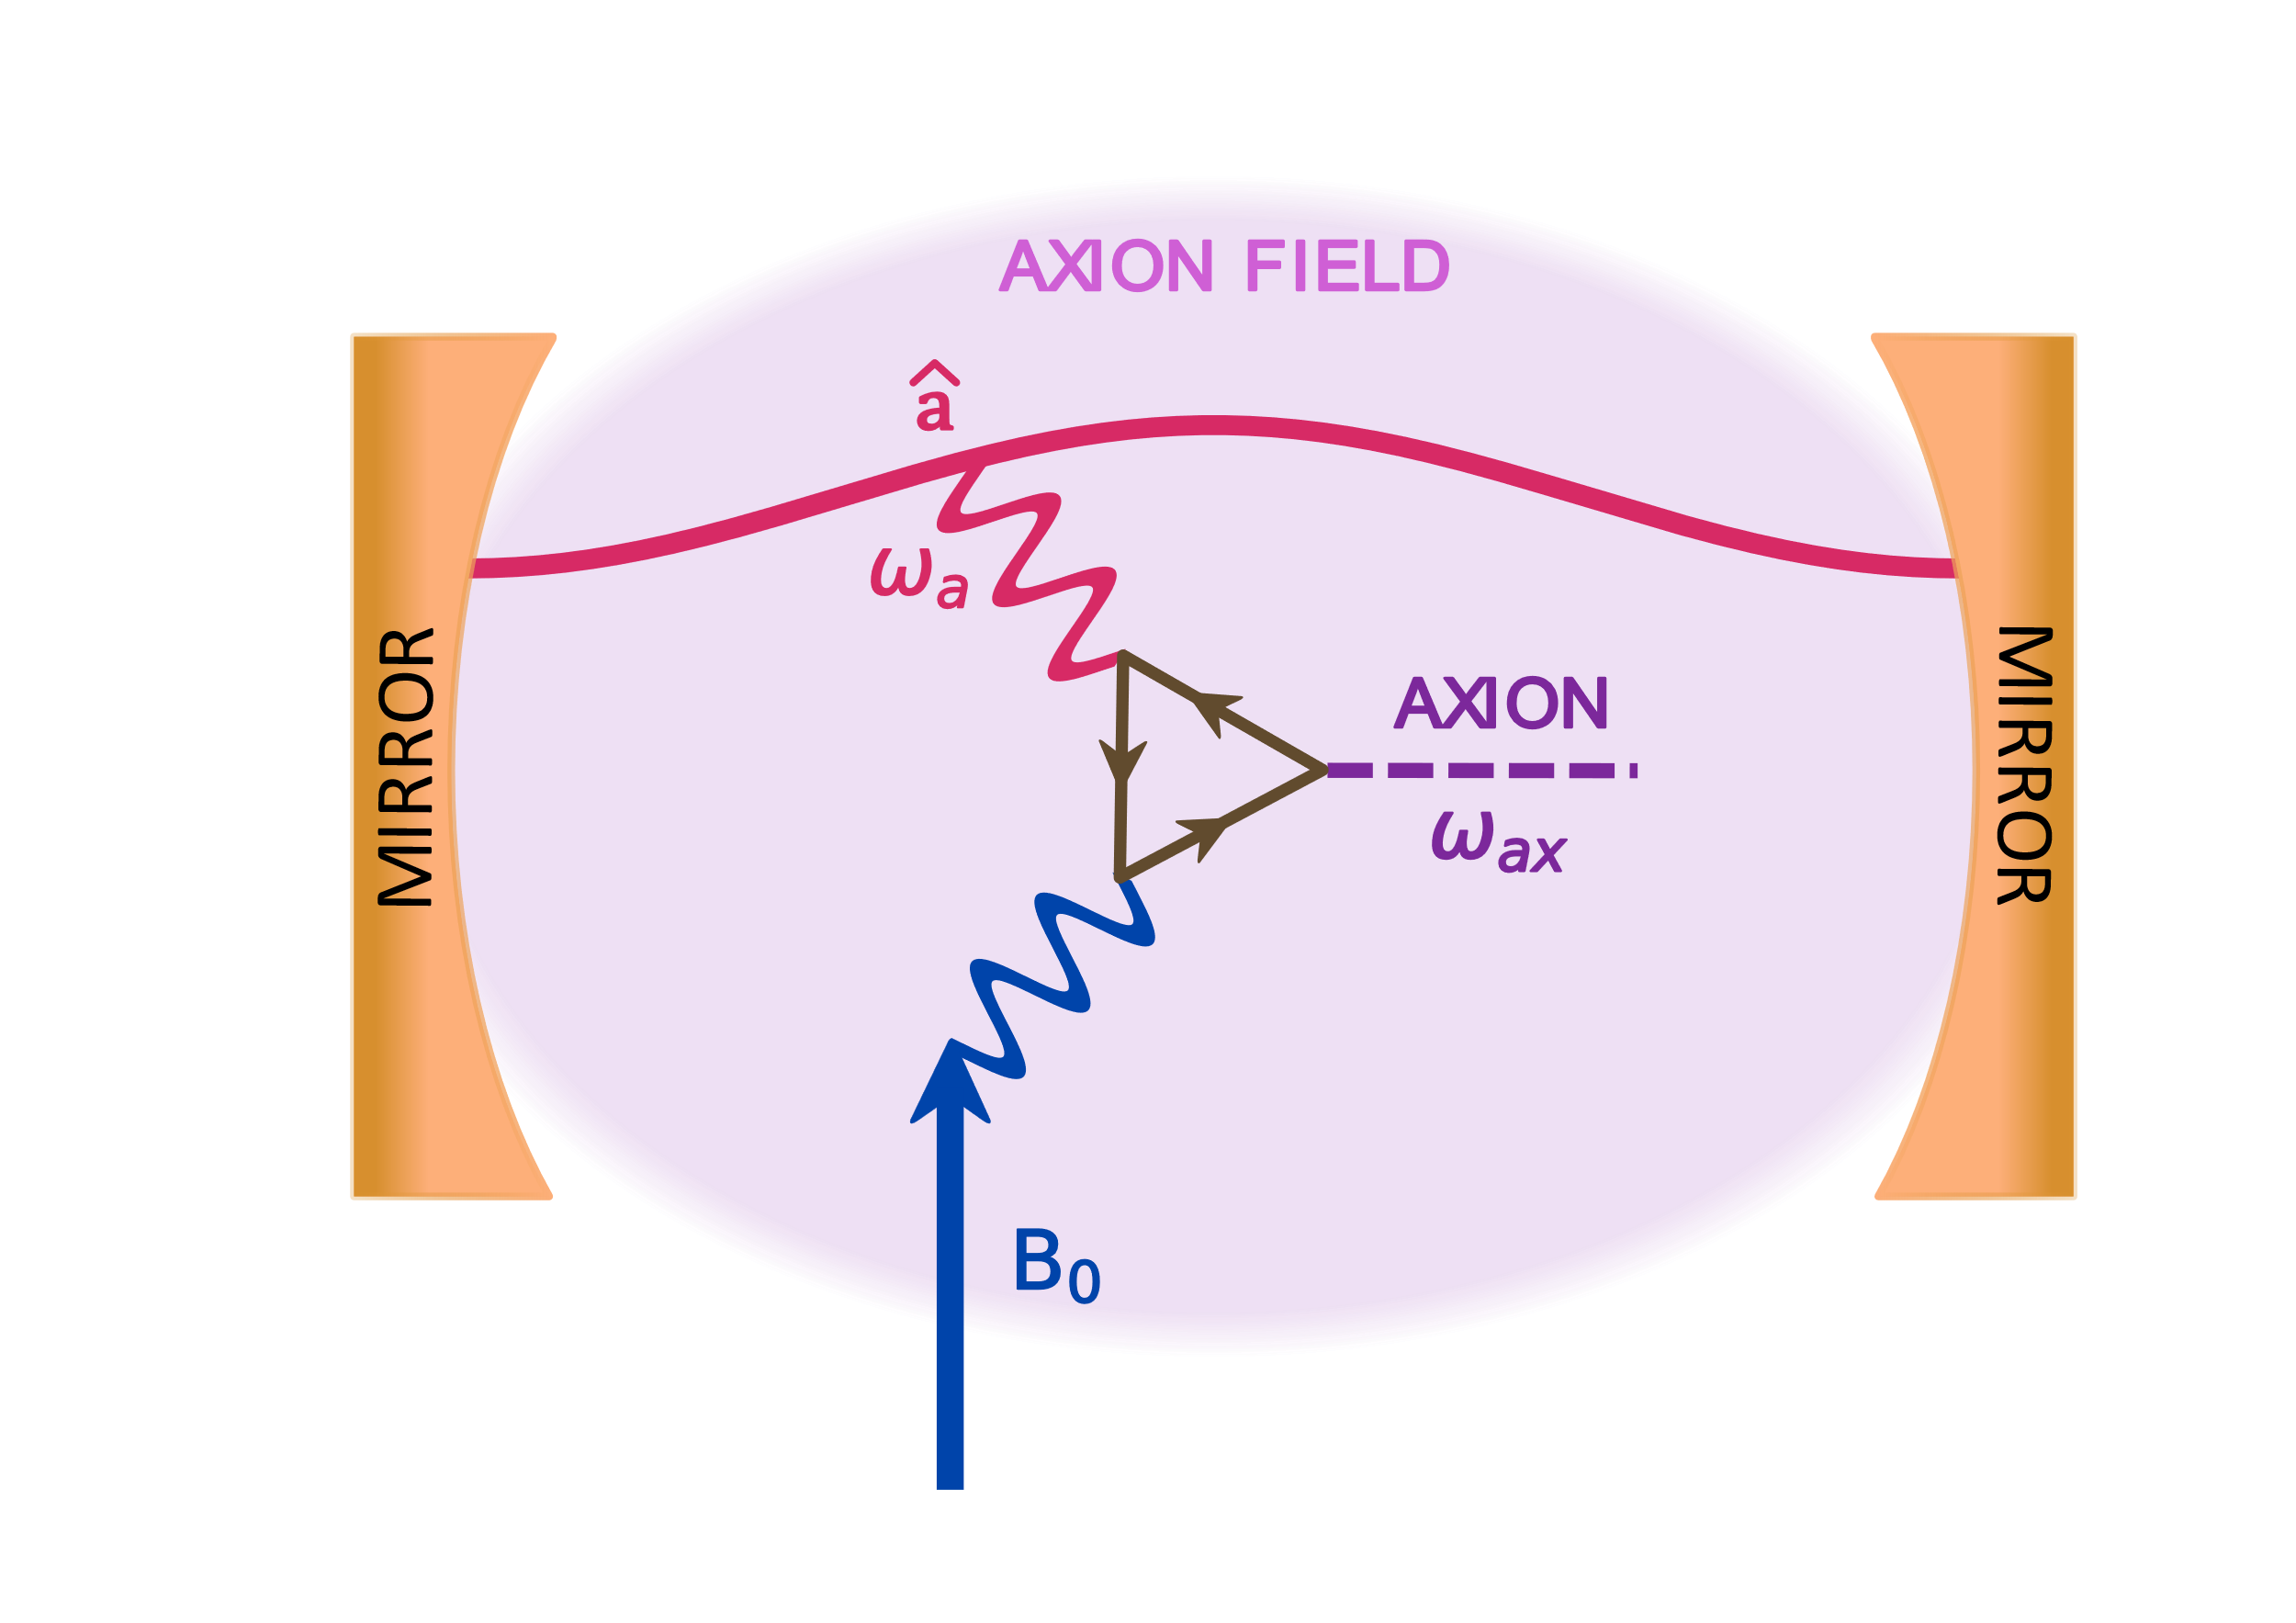 AXION FIELD
â
ωₐ
MIRROR
AXION
MIRROR
ωₐₓ
B₀